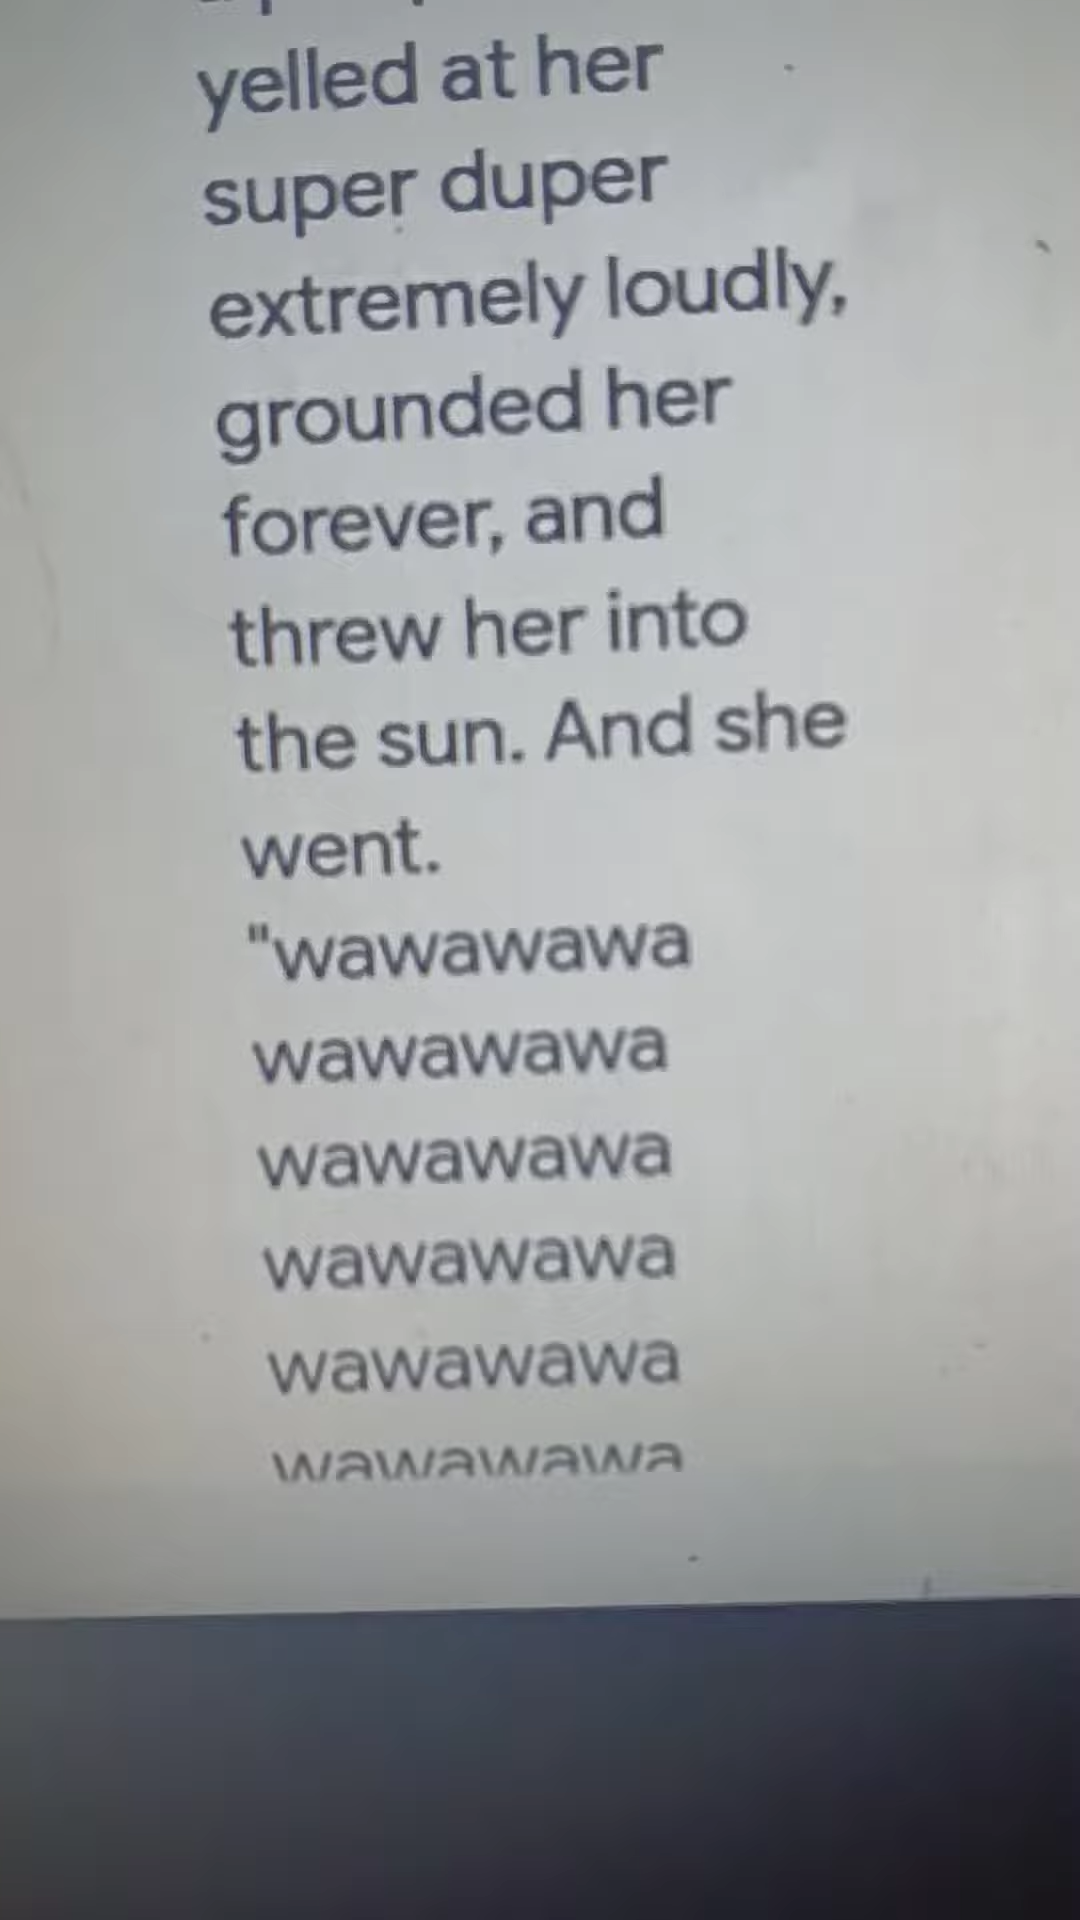 yelled at her
super duper
extremely loudly,
grounded her
forever, and
threw her into
the sun. And she
went.
"wawawawa
wawawawa
wawawawa
wawawawa
wawawawa
wawawawa